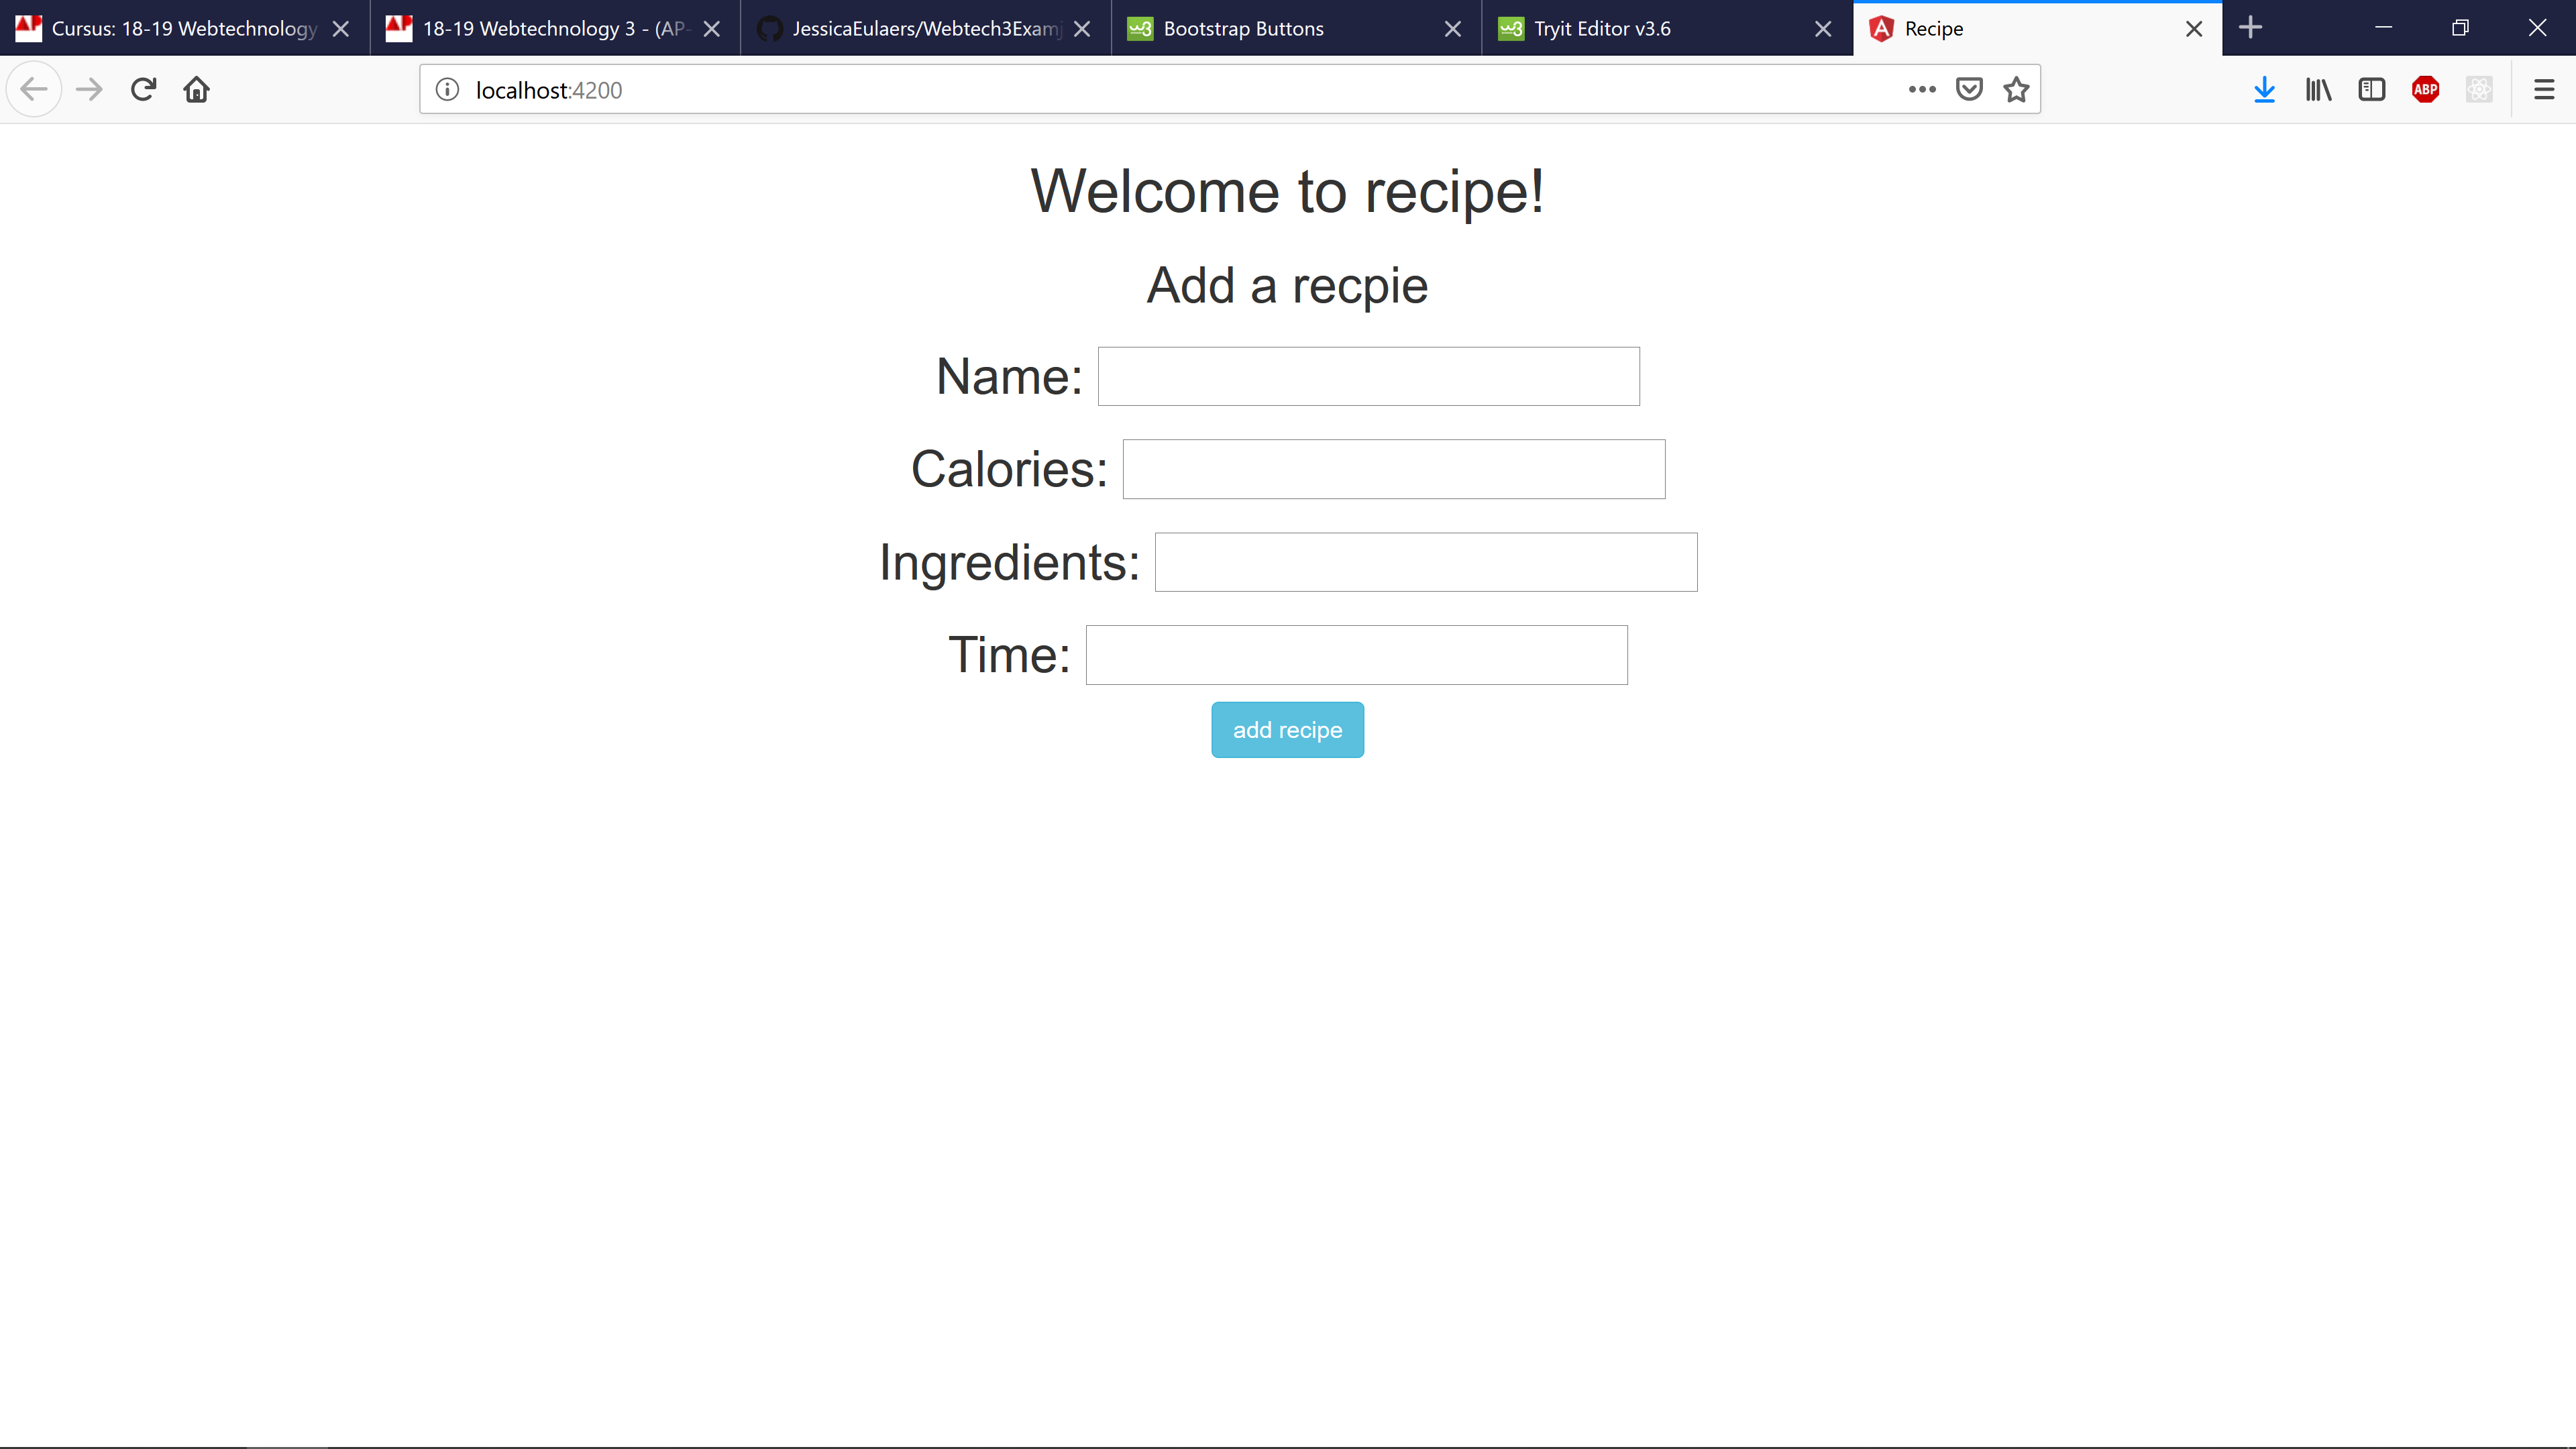 Cursus: 18-19 Webtechnology
18-19 Webtechnology 3 - (AP-
JessicaEulaers/Webtech3Exam
Bootstrap Buttons
Tryit Editor v3.6
Recipe
localhost:4200
ABP
Welcome to recipe!
Add a recpie
Name:
Calories:
Ingredients:
Time:
add recipe